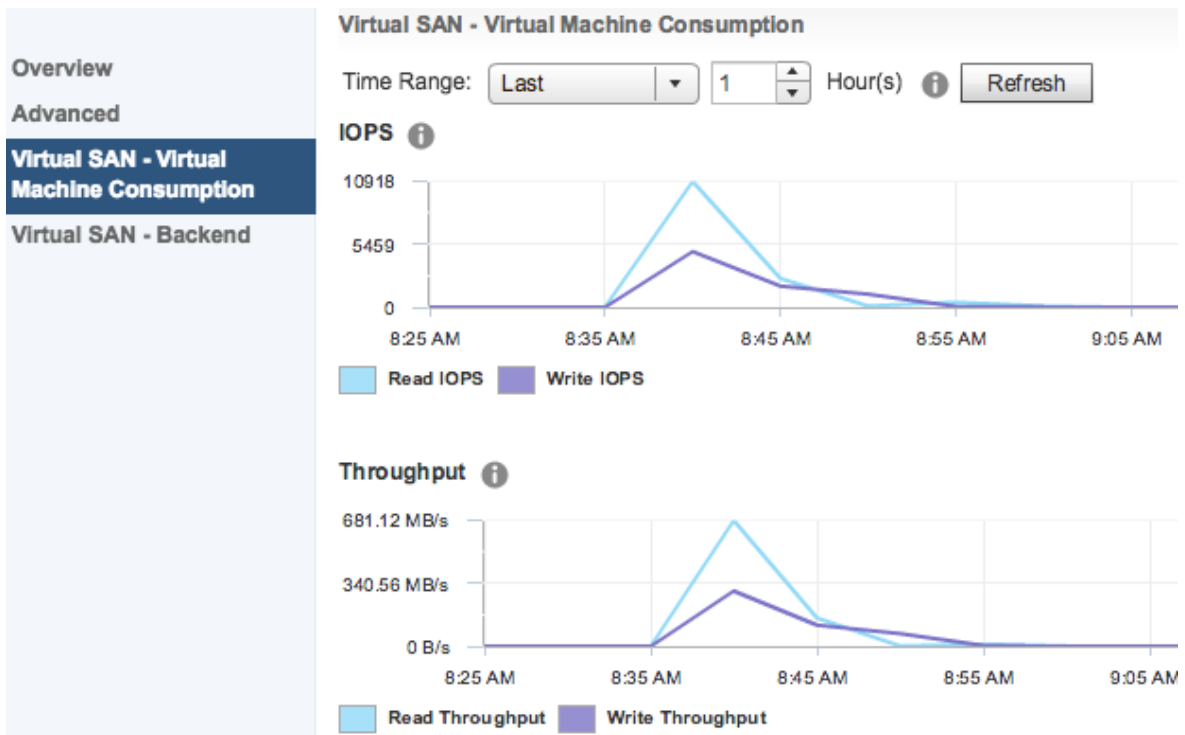 Virtual SAN - Virtual Machine Consumption
Overview
Advanced
Virtual SAN - Virtual
Machine Consumption
Virtual SAN - Backend
Time Range: Last 1 Hour(s) Refresh
IOPS
10918
5459
0
8:25 AM 8:35 AM 8:45 AM 8:55 AM 9:05 AM
Read IOPS Write IOPS
Throughput
681.12 MB/s
340.56 MB/s
0 B/s
8:25 AM 8:35 AM 8:45 AM 8:55 AM 9:05 AM
Read Throughput Write Throughput